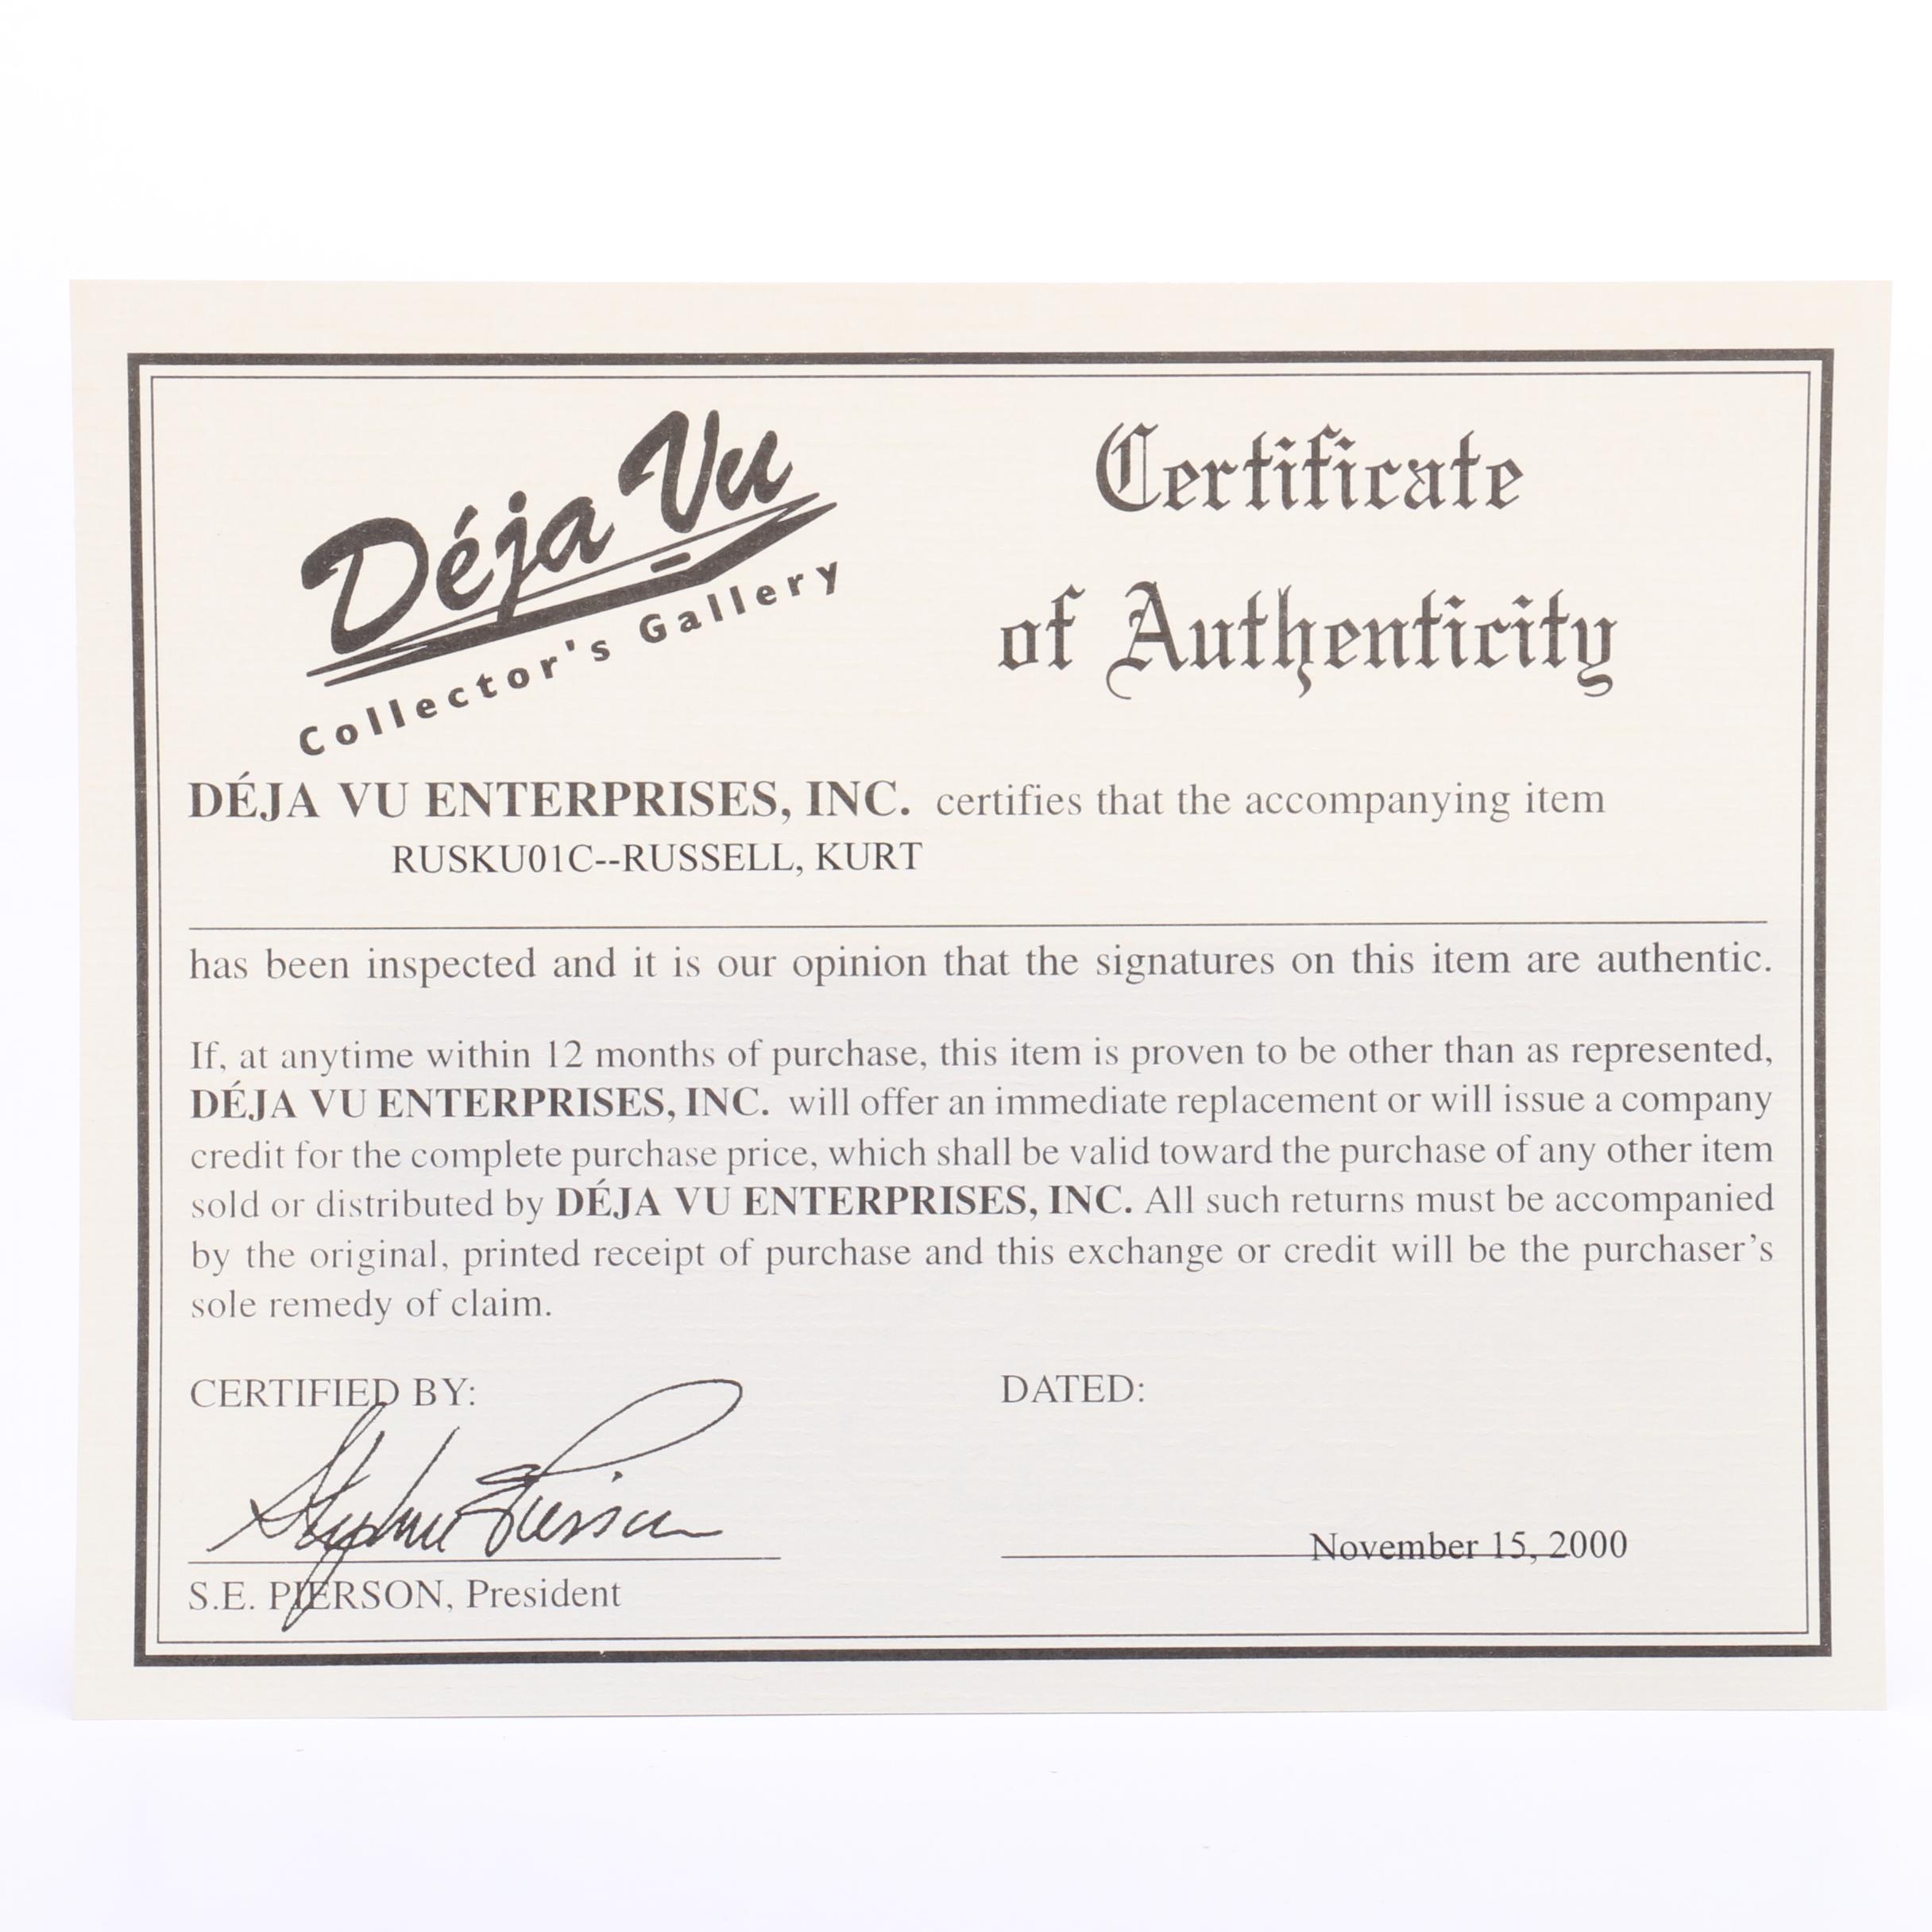 Déja Vu
Collector's Gallery
Certificate
of Authenticity
DÉJA VU ENTERPRISES, INC. certifies that the accompanying item
RUSKU01C--RUSSELL, KURT
has been inspected and it is our opinion that the signatures on this item are authentic.
If, at anytime within 12 months of purchase, this item is proven to be other than as represented,
DÉJA VU ENTERPRISES, INC. will offer an immediate replacement or will issue a company
credit for the complete purchase price, which shall be valid toward the purchase of any other item
sold or distributed by DÉJA VU ENTERPRISES, INC. All such returns must be accompanied
by the original, printed receipt of purchase and this exchange or credit will be the purchaser's
sole remedy of claim.
CERTIFIED BY:
Stephen Pierson
S.E. PIERSON, President
DATED:
November 15, 2000